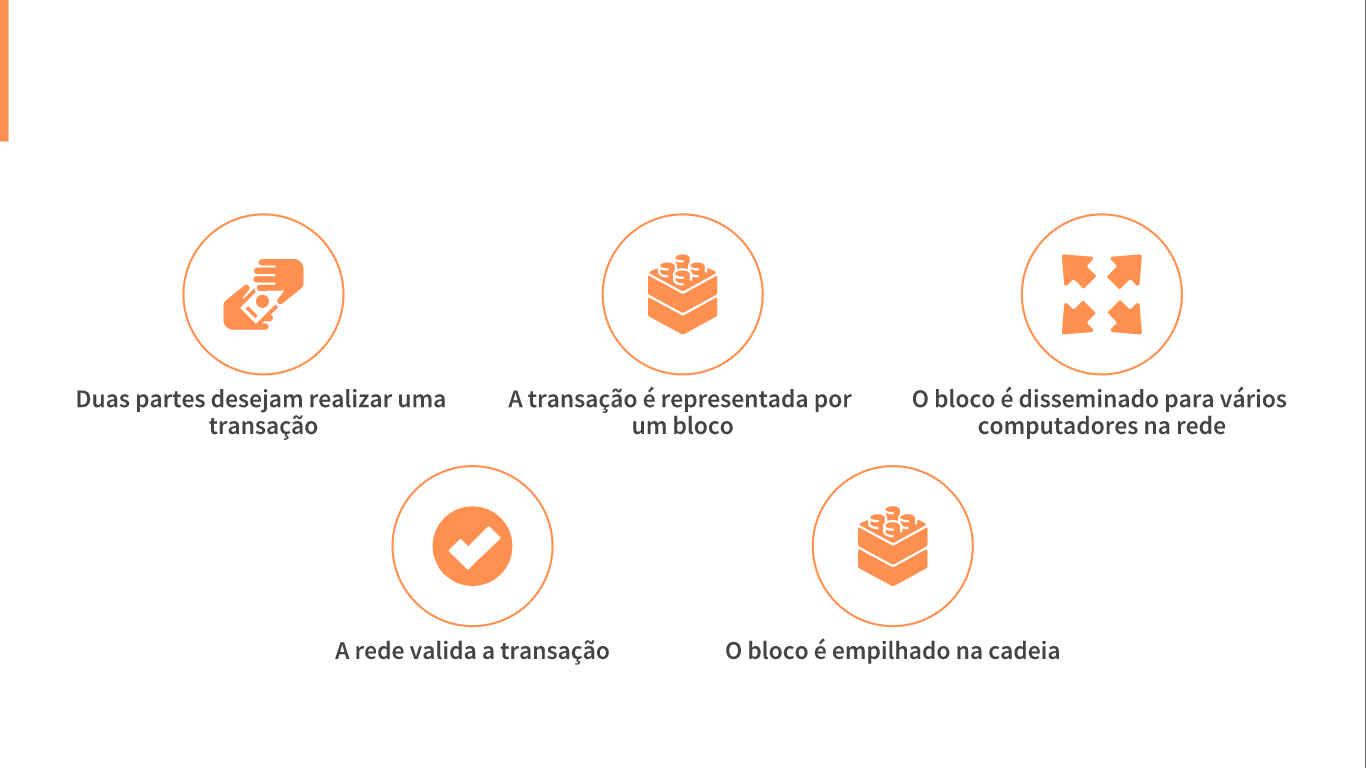 Duas partes desejam realizar uma
transação
A transação é representada por
um bloco
O bloco é disseminado para vários
computadores na rede
A rede valida a transação
O bloco é empilhado na cadeia